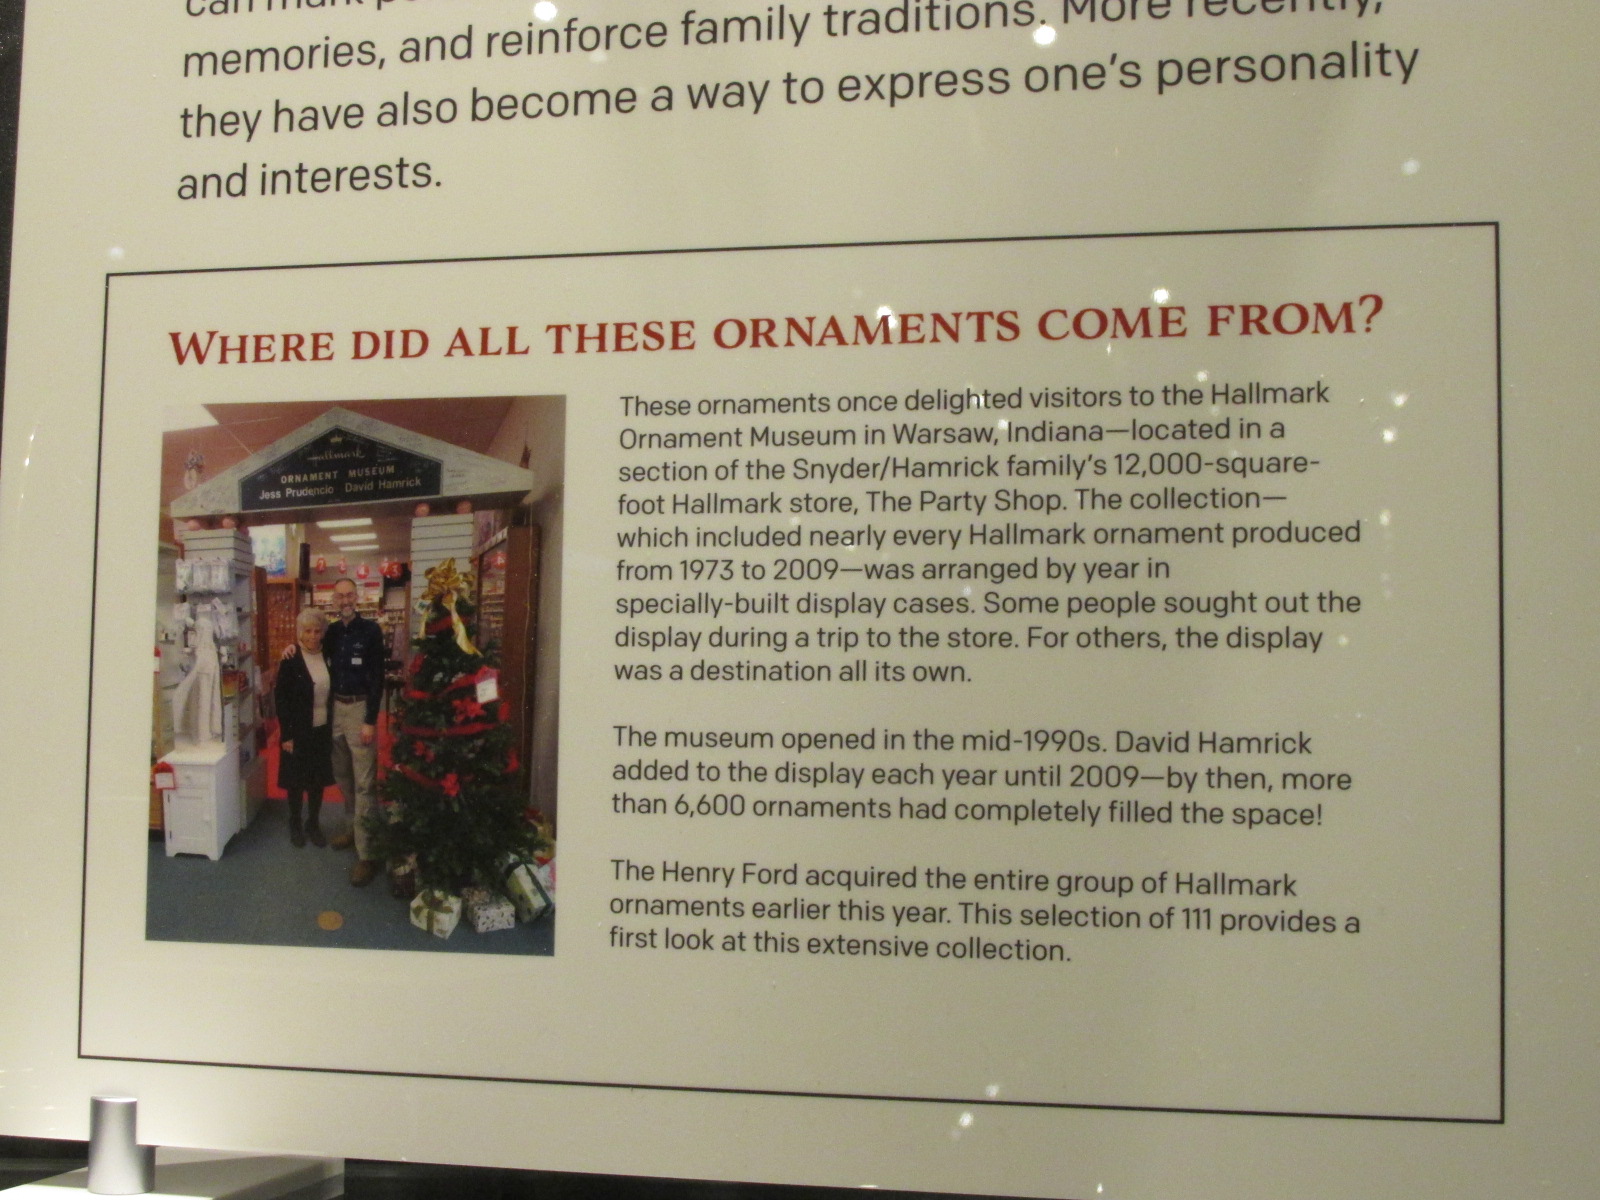 can mark
memories, and reinforce family traditions. More recently,
they have also become a way to express one's personality
and interests.
WHERE DID ALL THESE ORNAMENTS COME FROM?
Hallmark
ORNAMENT MUSEUM
Jess Prudencio David Hamrick
These ornaments once delighted visitors to the Hallmark
Ornament Museum in Warsaw, Indiana—located in a
section of the Snyder/Hamrick family's 12,000-square-
foot Hallmark store, The Party Shop. The collection—
which included nearly every Hallmark ornament produced
from 1973 to 2009—was arranged by year in
specially-built display cases. Some people sought out the
display during a trip to the store. For others, the display
was a destination all its own.
The museum opened in the mid-1990s. David Hamrick
added to the display each year until 2009—by then, more
than 6,600 ornaments had completely filled the space!
The Henry Ford acquired the entire group of Hallmark
ornaments earlier this year. This selection of 111 provides a
first look at this extensive collection.